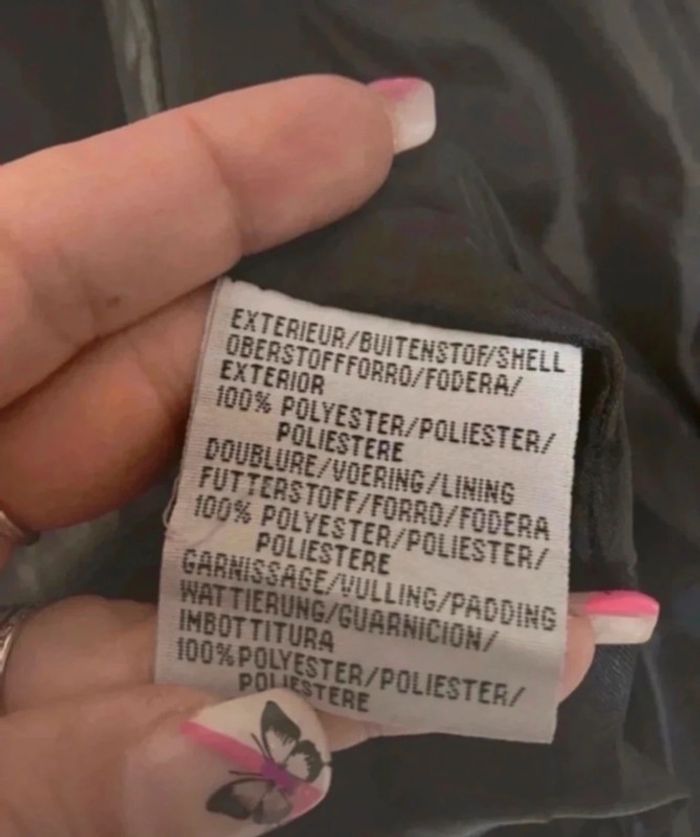 EXTERIEUR/BUITENSTOF/SHELL
OBERSTOFFFORRO/FODERA/
EXTERIOR
100% POLYESTER/POLIESTER/
POLIESTERE
DOUBLURE/VOERING/LINING
FUTTERSTOFF/FORRO/FODERA
100% POLYESTER/POLIESTER/
POLIESTERE
GARNISSAGE/VULLING/PADDING
WATTIERUNG/GUARNICION/
IMBOTTITURA
100%POLYESTER/POLIESTER/
POLIESTERE